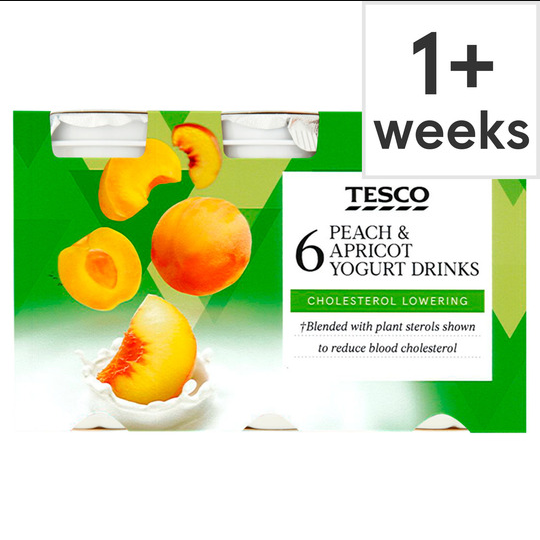 1+
weeks
TESCO
6 PEACH &
APRICOT
YOGURT DRINKS
CHOLESTEROL LOWERING
†Blended with plant sterols shown
to reduce blood cholesterol